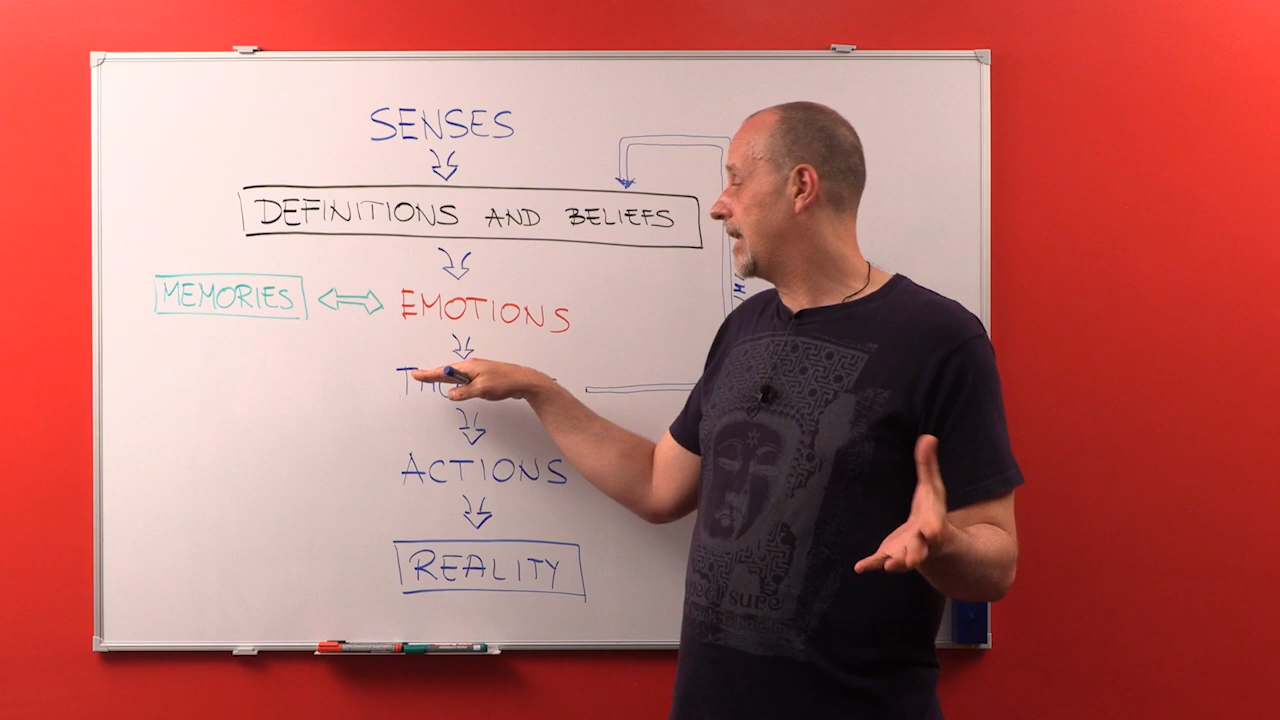 SENSES
DEFINITIONS AND BELIEFS
MEMORIES
EMOTIONS
ACTIONS
REALITY